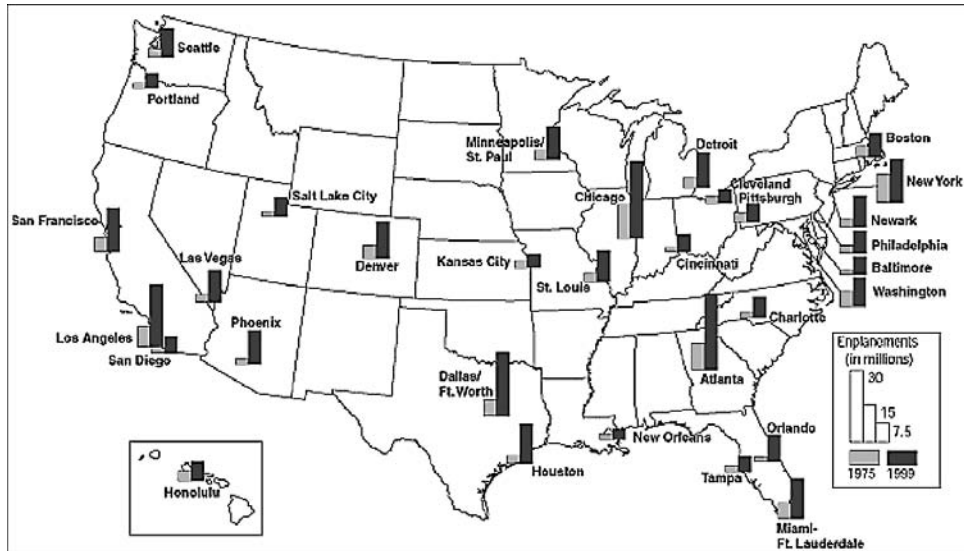 Seattle
Portland
Minneapolis/
St. Paul
Detroit
Boston
New York
Cleveland
Pittsburgh
Chicago
Salt Lake City
San Francisco
Newark
Philadelphia
Baltimore
Washington
Las Vegas
Denver
Kansas City
St. Louis
Cincinnati
Los Angeles
San Diego
Phoenix
Charlotte
Dallas/
Ft. Worth
Atlanta
New Orleans
Orlando
Houston
Tampa
Honolulu
Miami-
Ft. Lauderdale
Enplanements
(in millions)
30
15
7.5
1975 1999